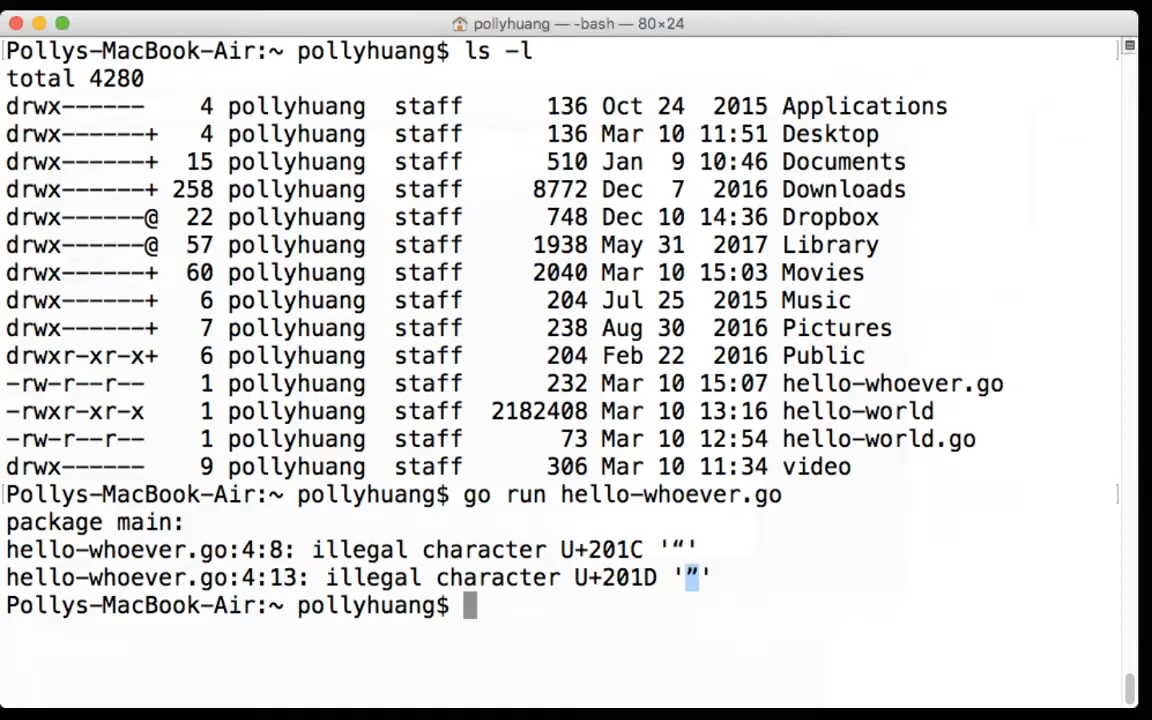 pollyhuang — -bash — 80×24
Pollys-MacBook-Air:~ pollyhuang$ ls -l
total 4280
drwx------   4 pollyhuang  staff      136 Oct 24  2015 Applications
drwx------+  4 pollyhuang  staff      136 Mar 10 11:51 Desktop
drwx------+ 15 pollyhuang  staff      510 Jan  9 10:46 Documents
drwx------+ 258 pollyhuang  staff     8772 Dec  7  2016 Downloads
drwx------@ 22 pollyhuang  staff      748 Dec 10 14:36 Dropbox
drwx------@ 57 pollyhuang  staff     1938 May 31  2017 Library
drwx------+ 60 pollyhuang  staff     2040 Mar 10 15:03 Movies
drwx------+  6 pollyhuang  staff      204 Jul 25  2015 Music
drwx------+  7 pollyhuang  staff      238 Aug 30  2016 Pictures
drwxr-xr-x+  6 pollyhuang  staff      204 Feb 22  2016 Public
-rw-r--r--   1 pollyhuang  staff      232 Mar 10 15:07 hello-whoever.go
-rwxr-xr-x   1 pollyhuang  staff  2182408 Mar 10 13:16 hello-world
-rw-r--r--   1 pollyhuang  staff       73 Mar 10 12:54 hello-world.go
drwx------   9 pollyhuang  staff      306 Mar 10 11:34 video
Pollys-MacBook-Air:~ pollyhuang$ go run hello-whoever.go
package main:
hello-whoever.go:4:8: illegal character U+201C '“'
hello-whoever.go:4:13: illegal character U+201D '”'
Pollys-MacBook-Air:~ pollyhuang$